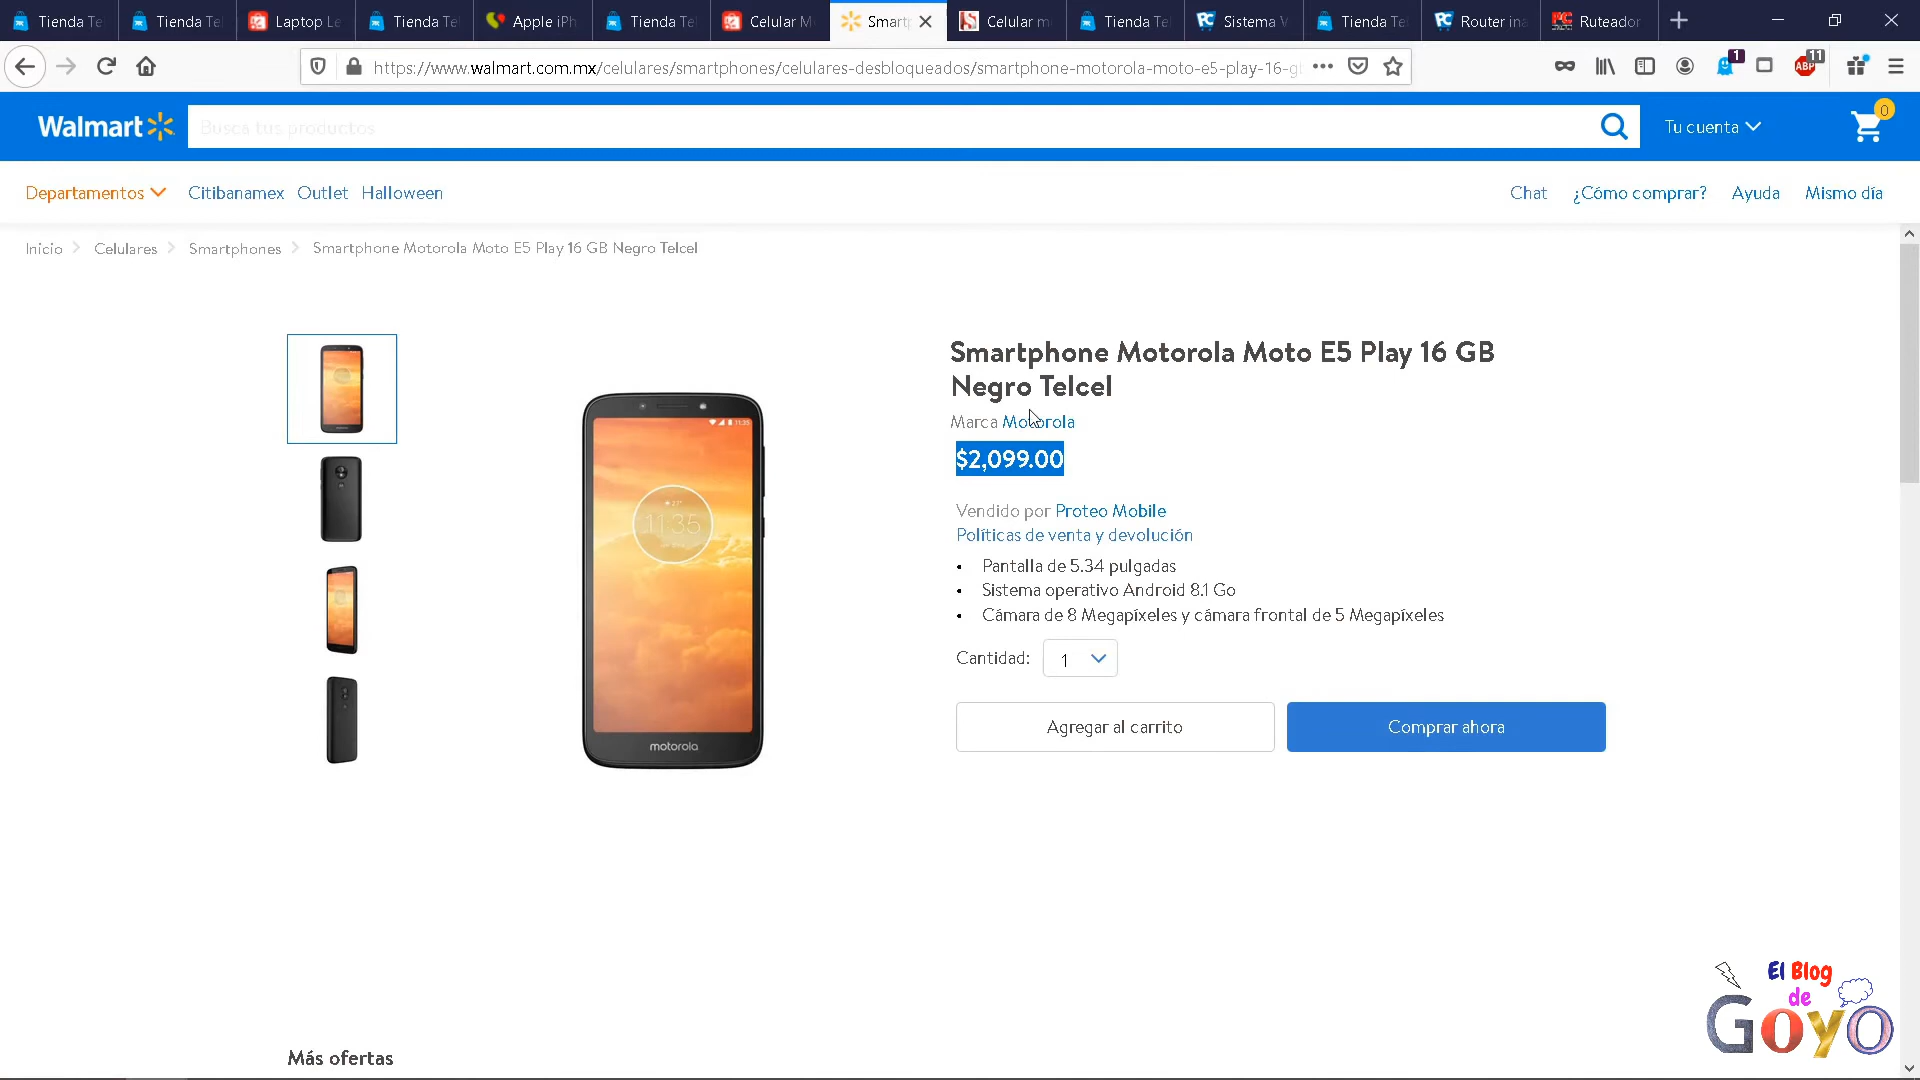 Tienda Te
Tienda Te
Laptop Le
Tienda Te
Apple iPh
Tienda Te
Celular M
Smartp
Celular m
Tienda Te
Sistema V
Tienda Te
Router ina
Ruteador
https://www.walmart.com.mx/celulares/smartphones/celulares-desbloqueados/smartphone-motorola-moto-e5-play-16-g
1
ABP
11
Walmart
Busca tus productos
Tu cuenta
0
Departamentos
Citibanamex
Outlet
Halloween
Chat
¿Cómo comprar?
Ayuda
Mismo día
Inicio
Celulares
Smartphones
Smartphone Motorola Moto E5 Play 16 GB Negro Telcel
11:35
11:35
motorola
Smartphone Motorola Moto E5 Play 16 GB
Negro Telcel
Marca Motorola
$2,099.00
Vendido por Proteo Mobile
Políticas de venta y devolución
• Pantalla de 5.34 pulgadas
• Sistema operativo Android 8.1 Go
• Cámara de 8 Megapíxeles y cámara frontal de 5 Megapíxeles
Cantidad:
1
Agregar al carrito
Comprar ahora
Más ofertas
El Blog
de
Goyo